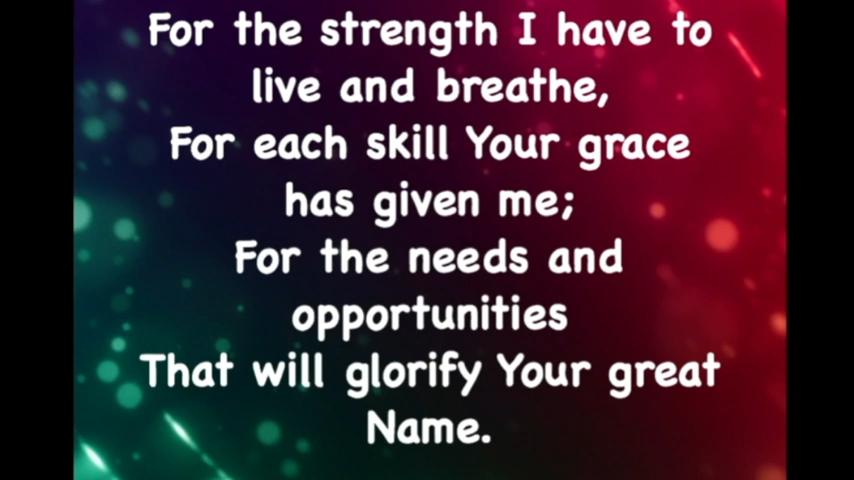 For the strength I have to
live and breathe,
For each skill Your grace
has given me;
For the needs and
opportunities
That will glorify Your great
Name.